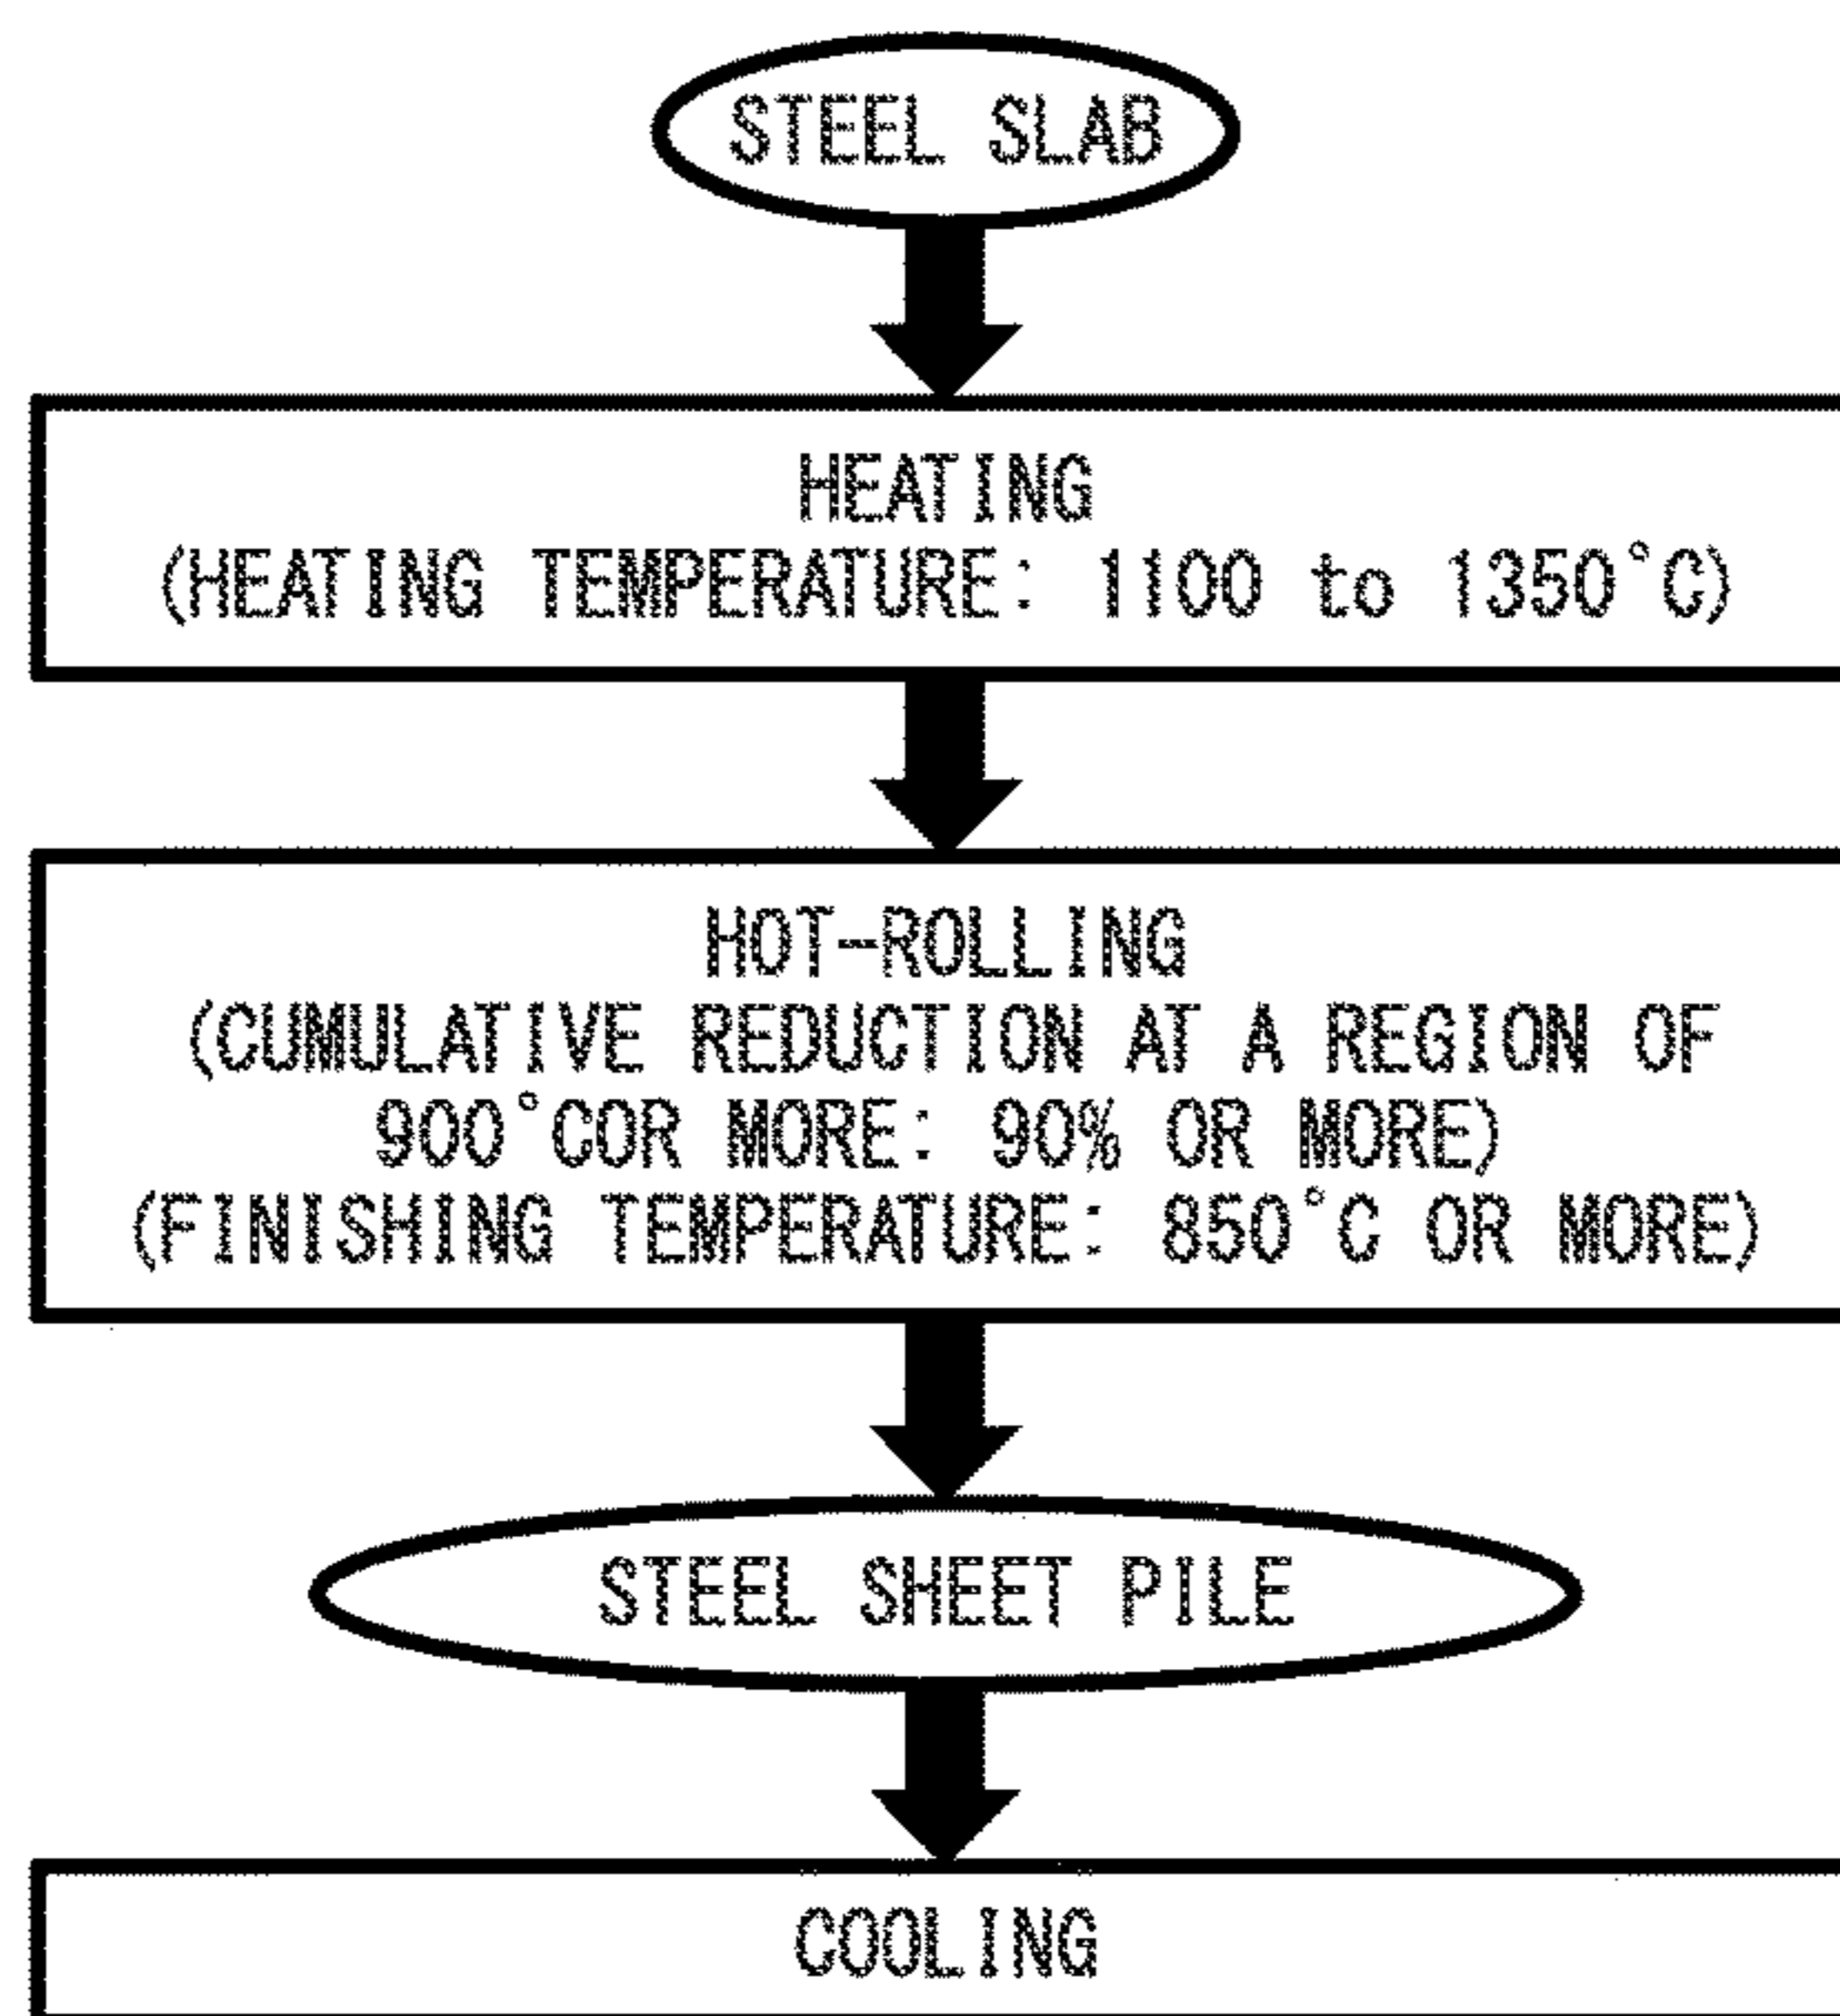 STEEL SLAB
HEATING
(HEATING TEMPERATURE: 1100 to 1350°C)
HOT-ROLLING
(CUMULATIVE REDUCTION AT A REGION OF
900°COR MORE: 90% OR MORE)
(FINISHING TEMPERATURE: 850°C OR MORE)
STEEL SHEET PILE
COOLING